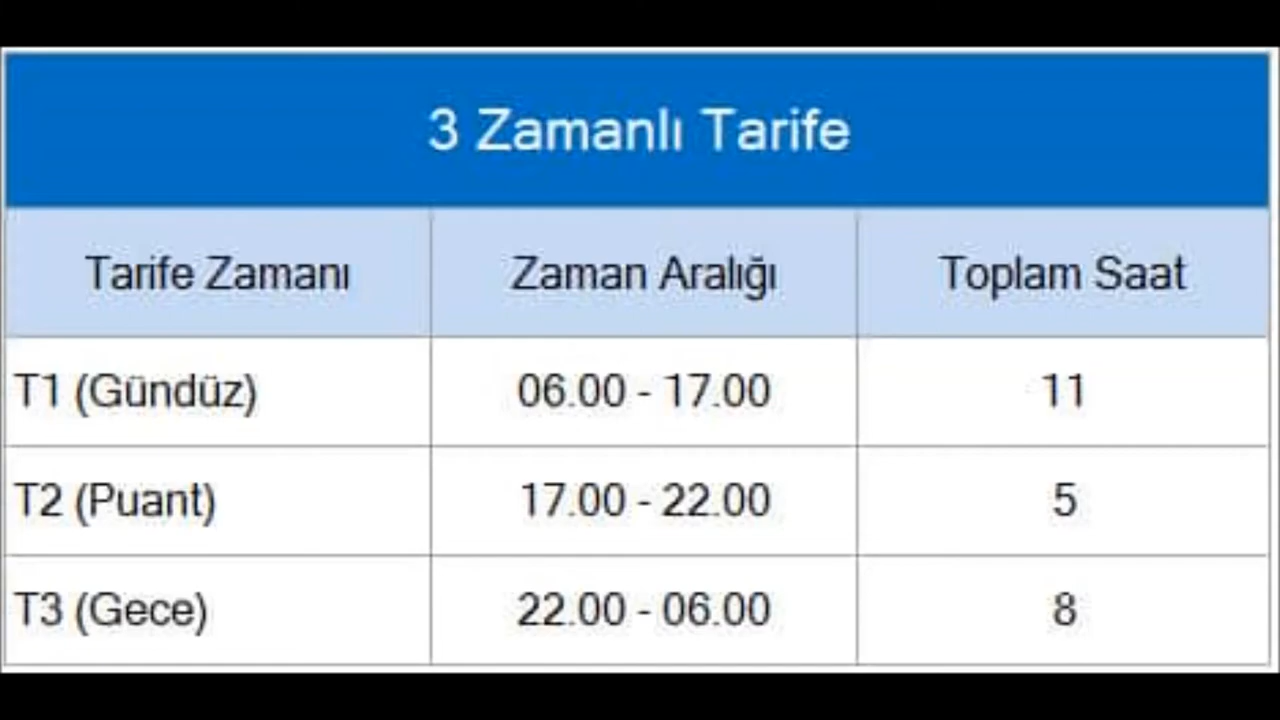 3 Zamanlı Tarife
Tarife Zamanı Zaman Aralığı Toplam Saat
T1 (Gündüz) 06.00 - 17.00 11
T2 (Puant) 17.00 - 22.00 5
T3 (Gece) 22.00 - 06.00 8